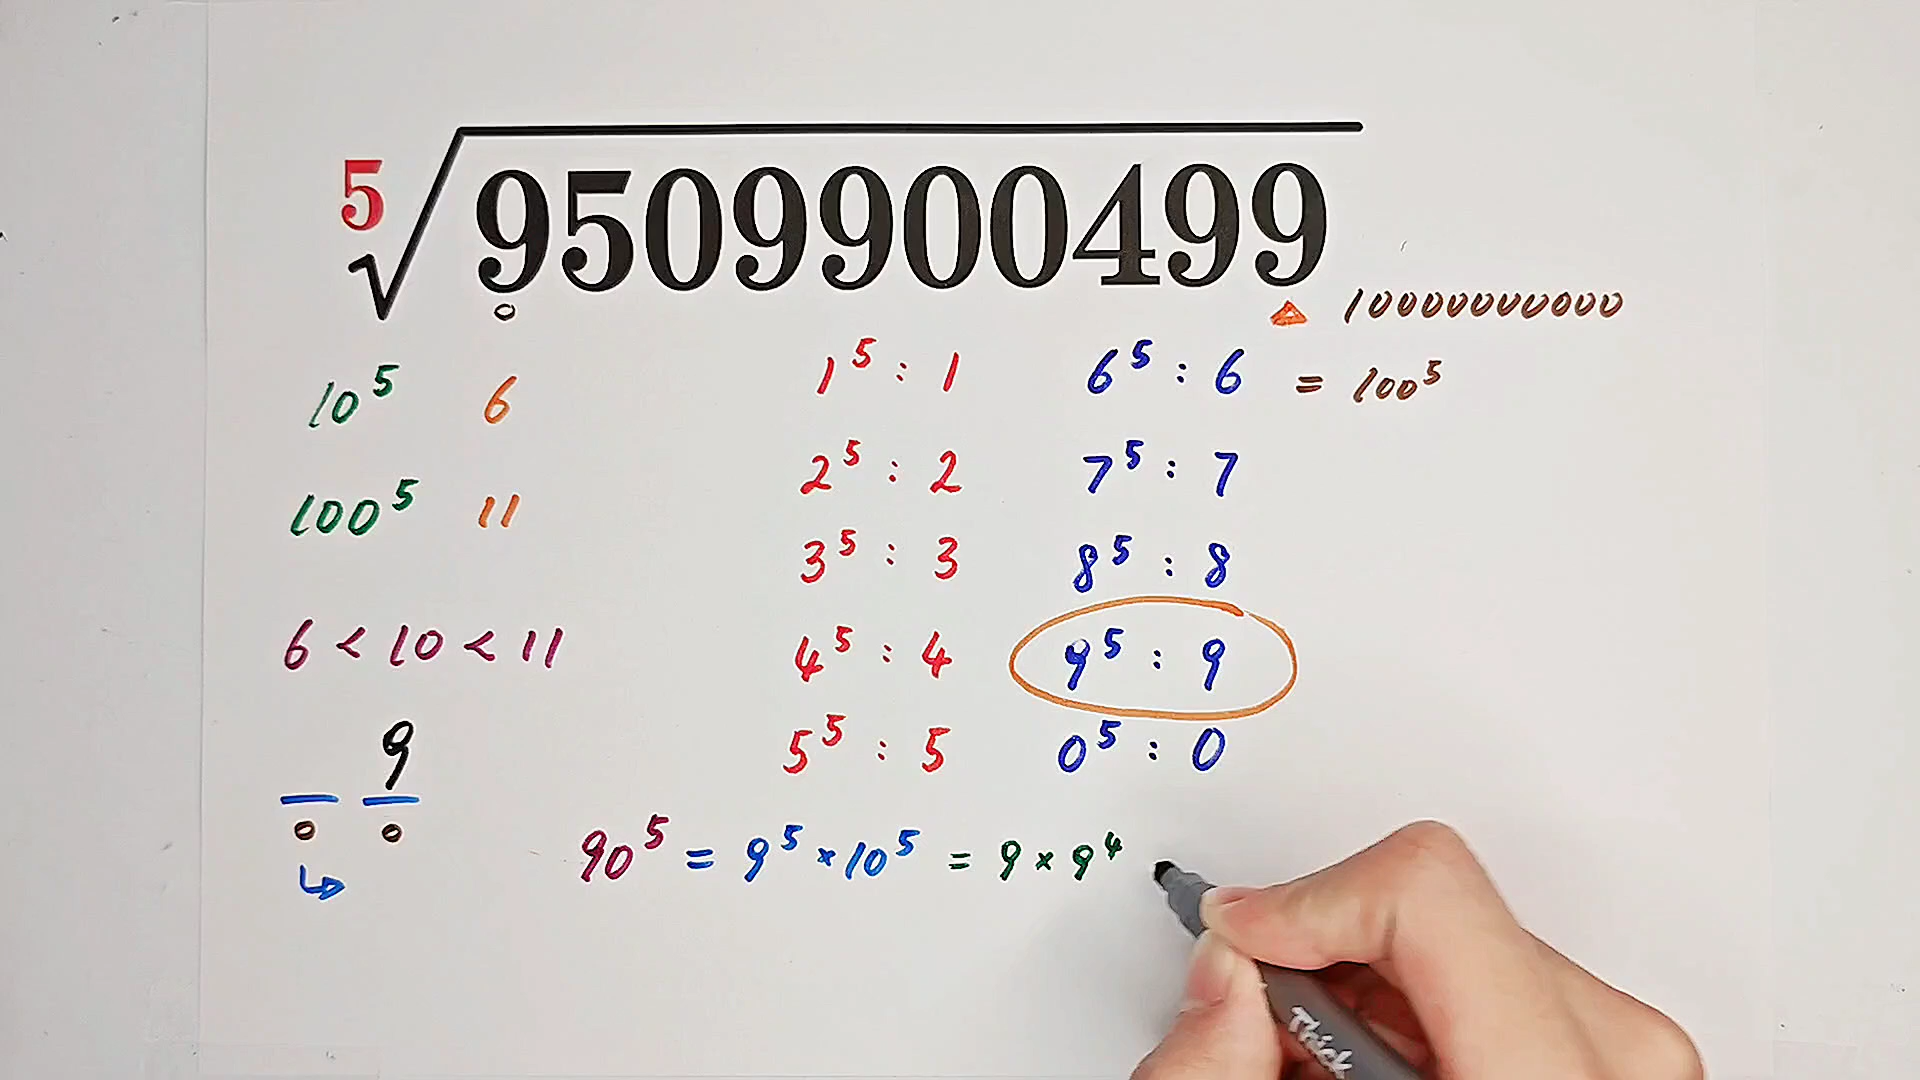 5√9509900499
10000000000
10⁵ 6 1⁵ : 1 6⁵ : 6 = 100⁵
2⁵ : 2 7⁵ : 7
100⁵ 11
3⁵ : 3 8⁵ : 8
6 < 10 < 11 4⁵ : 4 9⁵ : 9
9 5⁵ : 5 0⁵ : 0
90⁵ = 9⁵ × 10⁵ = 9 × 9⁴
Thick